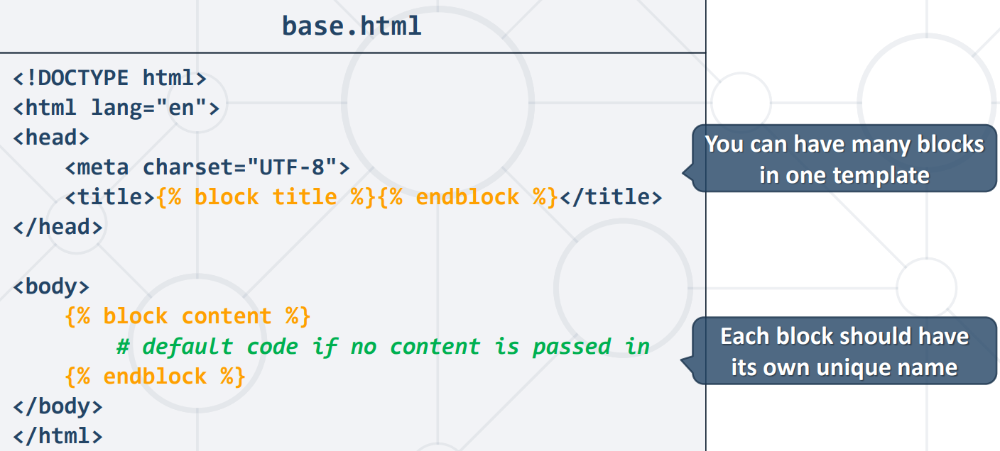 base.html
<!DOCTYPE html>
<html lang="en">
<head>
    <meta charset="UTF-8">
    <title>{% block title %}{% endblock %}</title>
</head>
<body>
    {% block content %}
        # default code if no content is passed in
    {% endblock %}
</body>
</html>
You can have many blocks
in one template
Each block should have
its own unique name